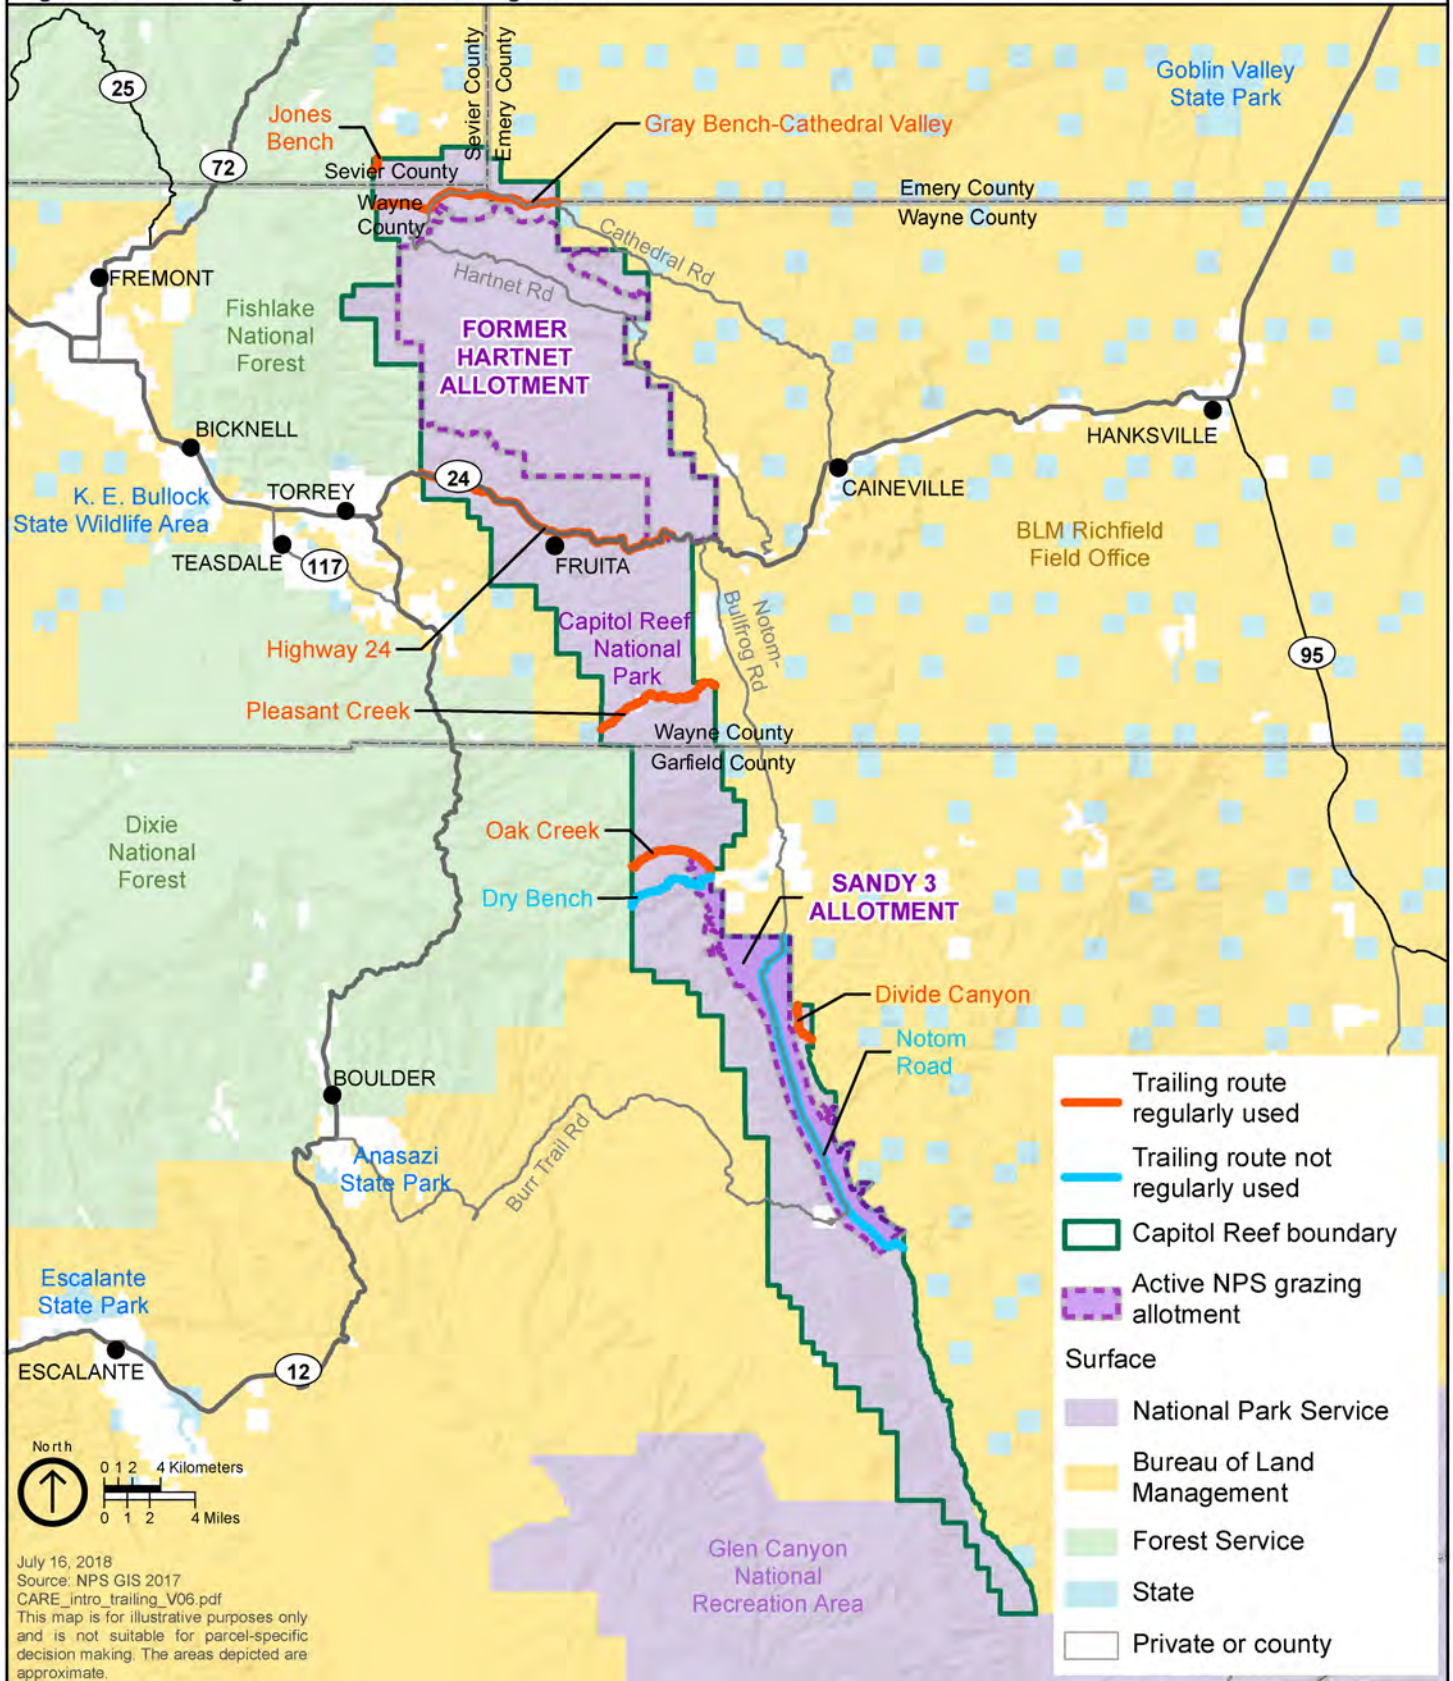 25
72
Jones
Bench
Sevier County
Emery County
Gray Bench-Cathedral Valley
Goblin Valley
State Park
Sevier County
Wayne
County
Emery County
Wayne County
Cathedral Rd
Hartnet Rd
FREMONT
Fishlake
National
Forest
FORMER
HARTNET
ALLOTMENT
BICKNELL
HANKSVILLE
K. E. Bullock
State Wildlife Area
TORREY
24
CAINEVILLE
TEASDALE
117
FRUITA
BLM Richfield
Field Office
Notom-
Bullfrog Rd
Capitol Reef
National
Park
Highway 24
95
Pleasant Creek
Wayne County
Garfield County
Dixie
National
Forest
Oak Creek
Dry Bench
SANDY 3
ALLOTMENT
Divide Canyon
Notom
Road
BOULDER
Anasazi
State Park
Burr Trail Rd
Escalante
State Park
ESCALANTE
12
Glen Canyon
National
Recreation Area
Trailing route
regularly used
Trailing route not
regularly used
Capitol Reef boundary
Active NPS grazing
allotment
Surface
National Park Service
Bureau of Land
Management
Forest Service
State
Private or county
North
0 1 2 4 Kilometers
0 1 2 4 Miles
July 16, 2018
Source: NPS GIS 2017
CARE_intro_trailing_V06.pdf
This map is for illustrative purposes only
and is not suitable for parcel-specific
decision making. The areas depicted are
approximate.